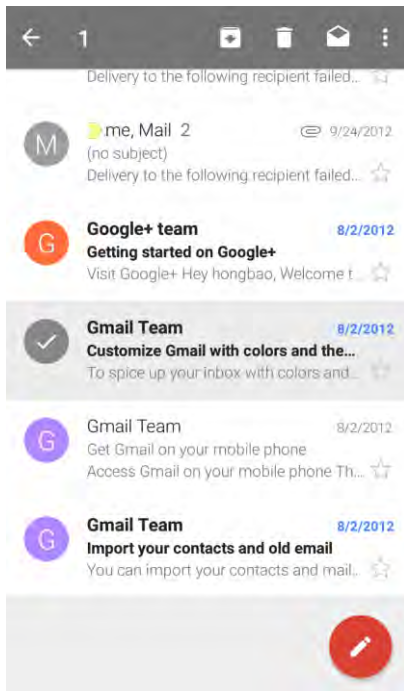 1
Delivery to the following recipient failed...
M
me, Mail 2
9/24/2012
(no subject)
Delivery to the following recipient failed...
G
Google+ team
8/2/2012
Getting started on Google+
Visit Google+ Hey hongbao, Welcome t...
Gmail Team
8/2/2012
Customize Gmail with colors and the...
To spice up your inbox with colors and...
G
Gmail Team
8/2/2012
Get Gmail on your mobile phone
Access Gmail on your mobile phone Th...
G
Gmail Team
8/2/2012
Import your contacts and old email
You can import your contacts and mail...